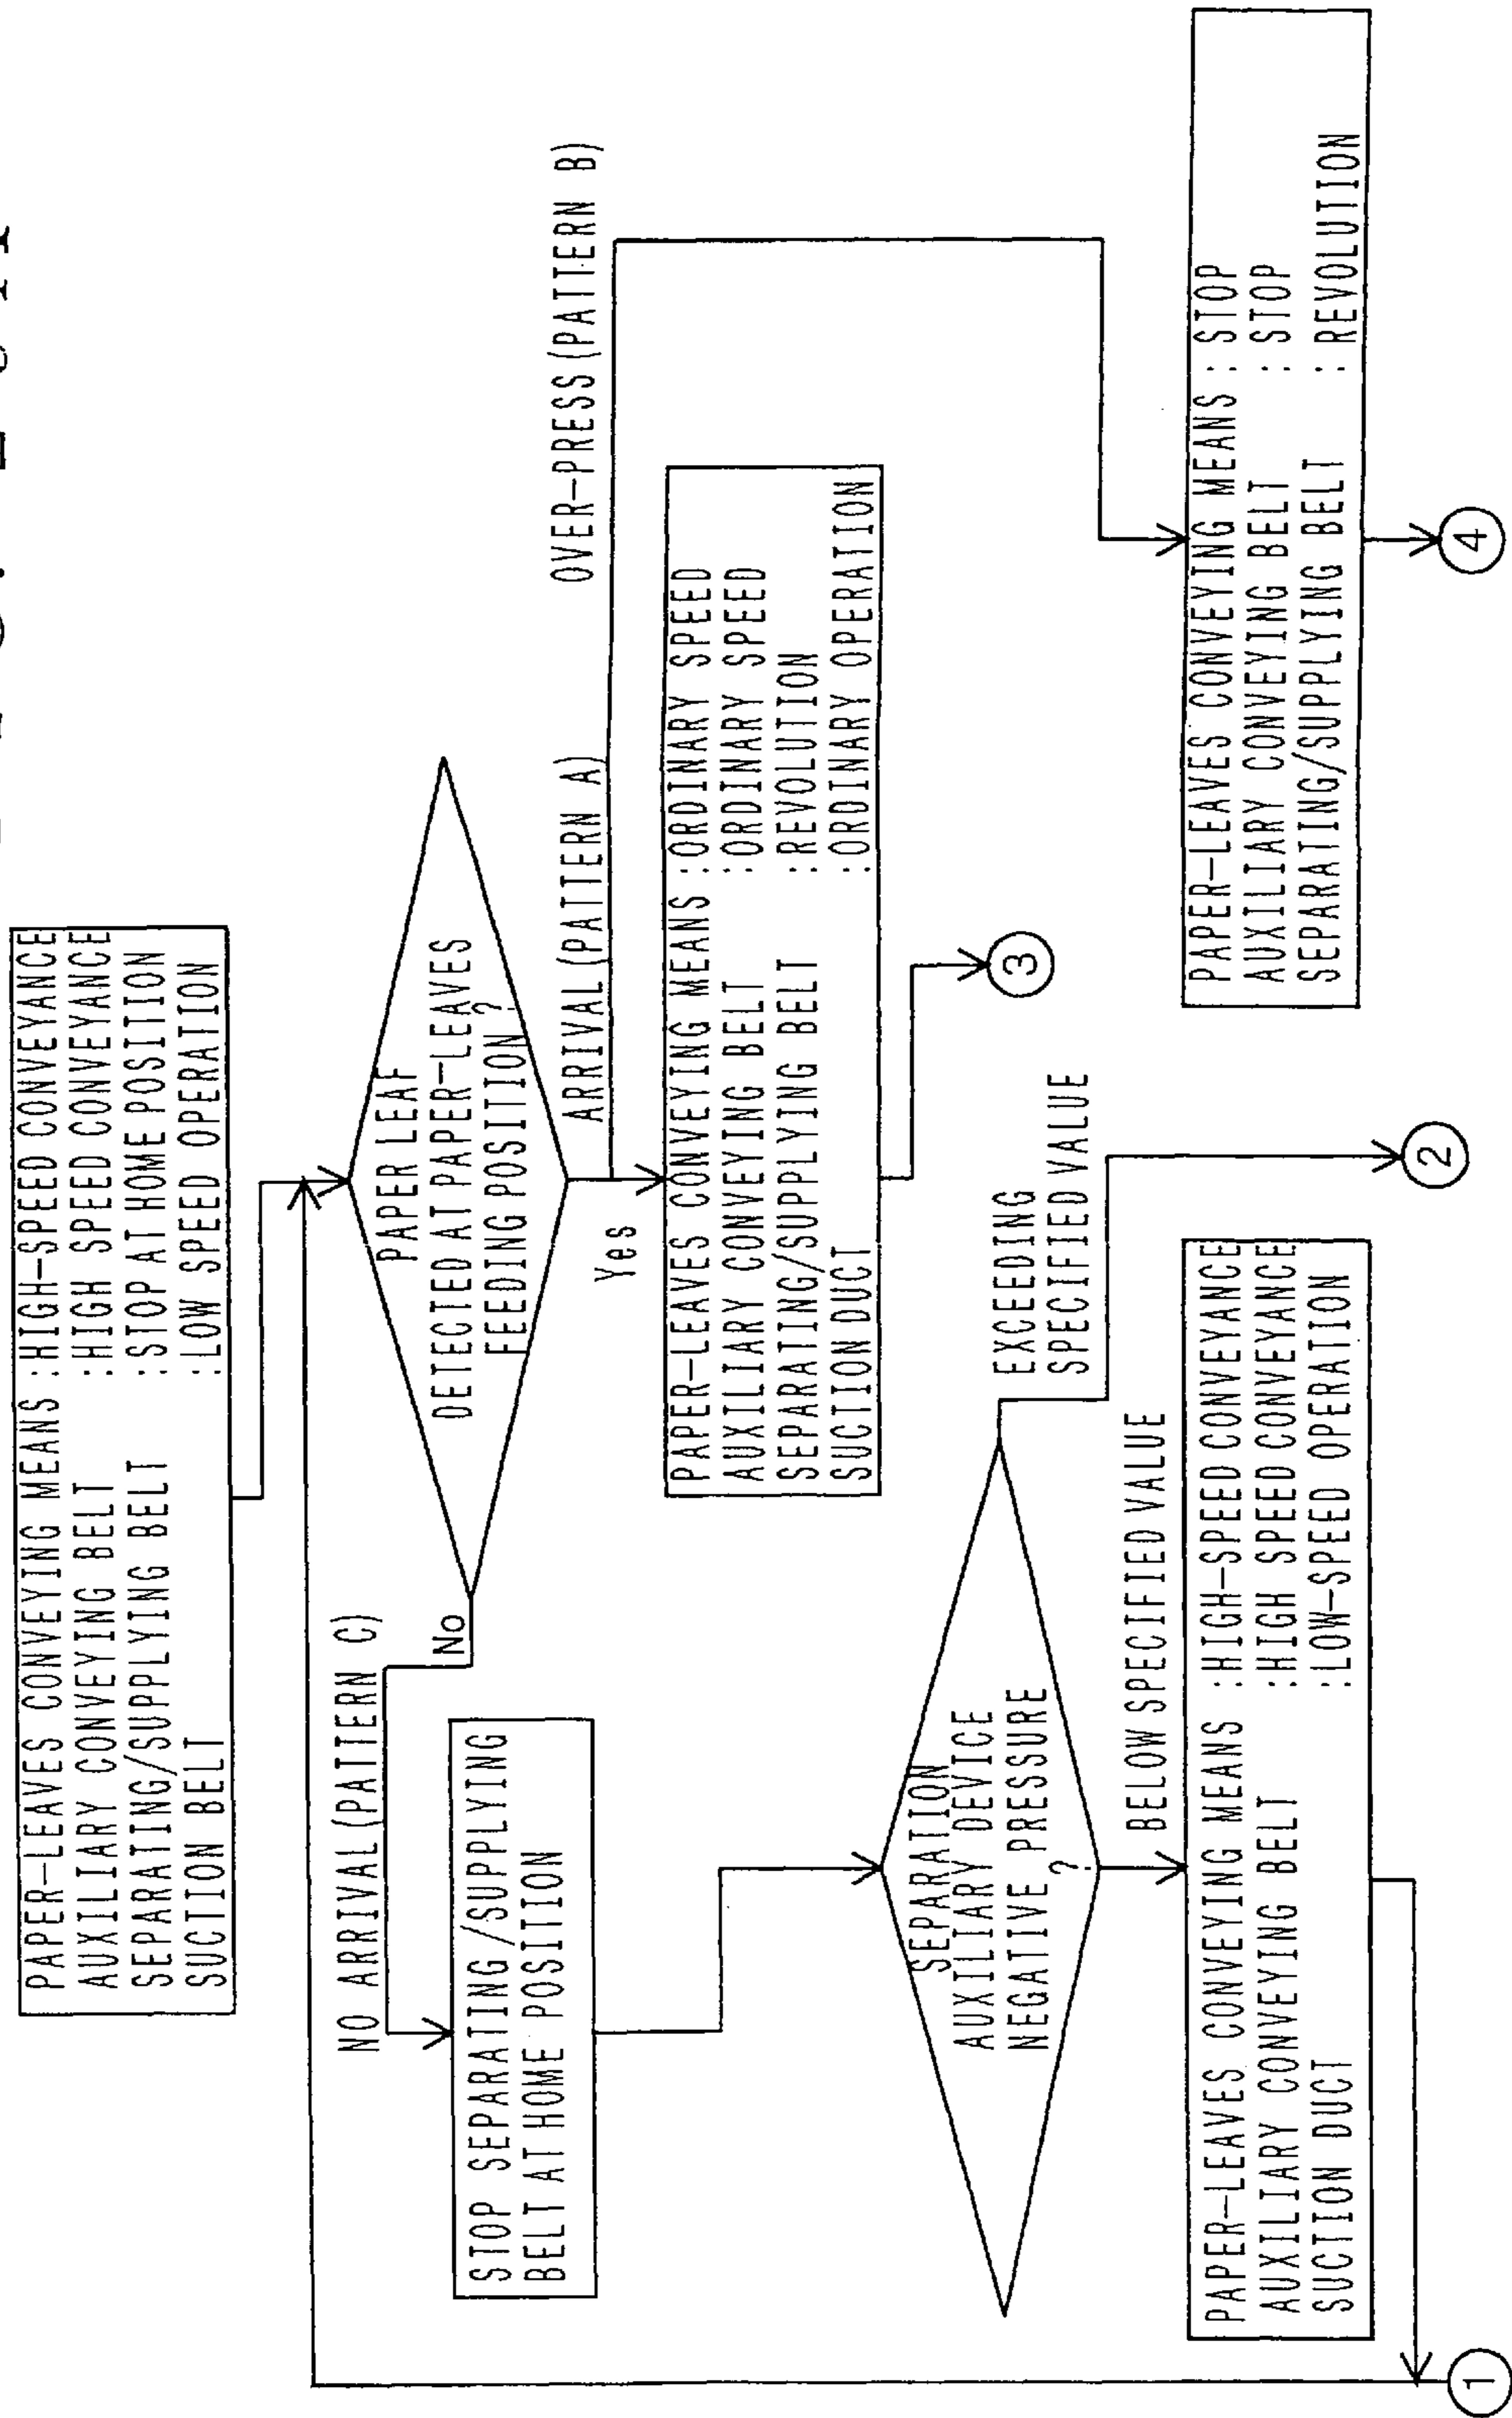 PAPER-LEAVES CONVEYING MEANS :HIGH-SPEED CONVEYANCE
AUXILIARY CONVEYING BELT :HIGH SPEED CONVEYANCE
SEPARATING/SUPPLYING BELT :STOP AT HOME POSITION
SUCTION BELT :LOW SPEED OPERATION
PAPER LEAF
DETECTED AT PAPER-LEAVES
FEEDING POSITION ?
NO ARRIVAL(PATTERN C)
No
Yes
ARRIVAL(PATTERN A)
OVER-PRESS(PATTERN B)
STOP SEPARATING/SUPPLYING
BELT AT HOME POSITION
PAPER-LEAVES CONVEYING MEANS :ORDINARY SPEED
AUXILIARY CONVEYING BELT :ORDINARY SPEED
SEPARATING/SUPPLYING BELT :REVOLUTION
SUCTION DUCT :ORDINARY OPERATION
3
SEPARATION
AUXILIARY DEVICE
NEGATIVE PRESSURE
?
EXCEEDING
SPECIFIED VALUE
BELOW SPECIFIED VALUE
PAPER-LEAVES CONVEYING MEANS :HIGH-SPEED CONVEYANCE
AUXILIARY CONVEYING BELT :HIGH SPEED CONVEYANCE
SUCTION DUCT :LOW-SPEED OPERATION
PAPER-LEAVES CONVEYING MEANS : STOP
AUXILIARY CONVEYING BELT : STOP
SEPARATING/SUPPLYING BELT : REVOLUTION
1
2
4